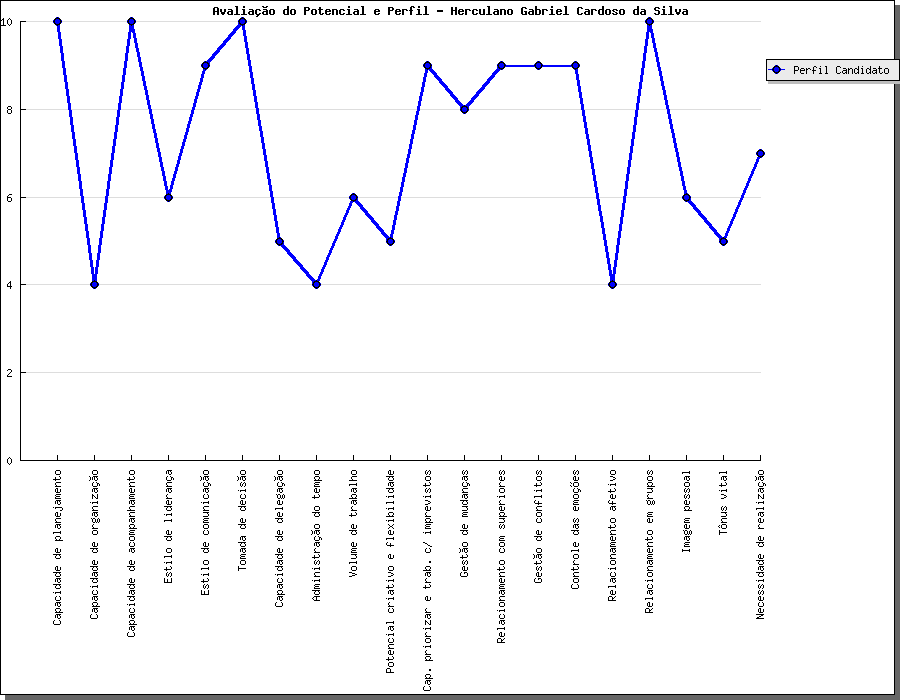 Avaliação do Potencial e Perfil - Herculano Gabriel Cardoso da Silva
Perfil Candidato
10
8
6
4
2
0
Capacidade de planejamento
Capacidade de organização
Capacidade de acompanhamento
Estilo de liderança
Estilo de comunicação
Tomada de decisão
Capacidade de delegação
Administração do tempo
Volume de trabalho
Potencial criativo e flexibilidade
Cap. priorizar e trab. c/ imprevistos
Gestão de mudanças
Relacionamento com superiores
Gestão de conflitos
Controle das emoções
Relacionamento afetivo
Relacionamento em grupos
Imagem pessoal
Tônus vital
Necessidade de realização